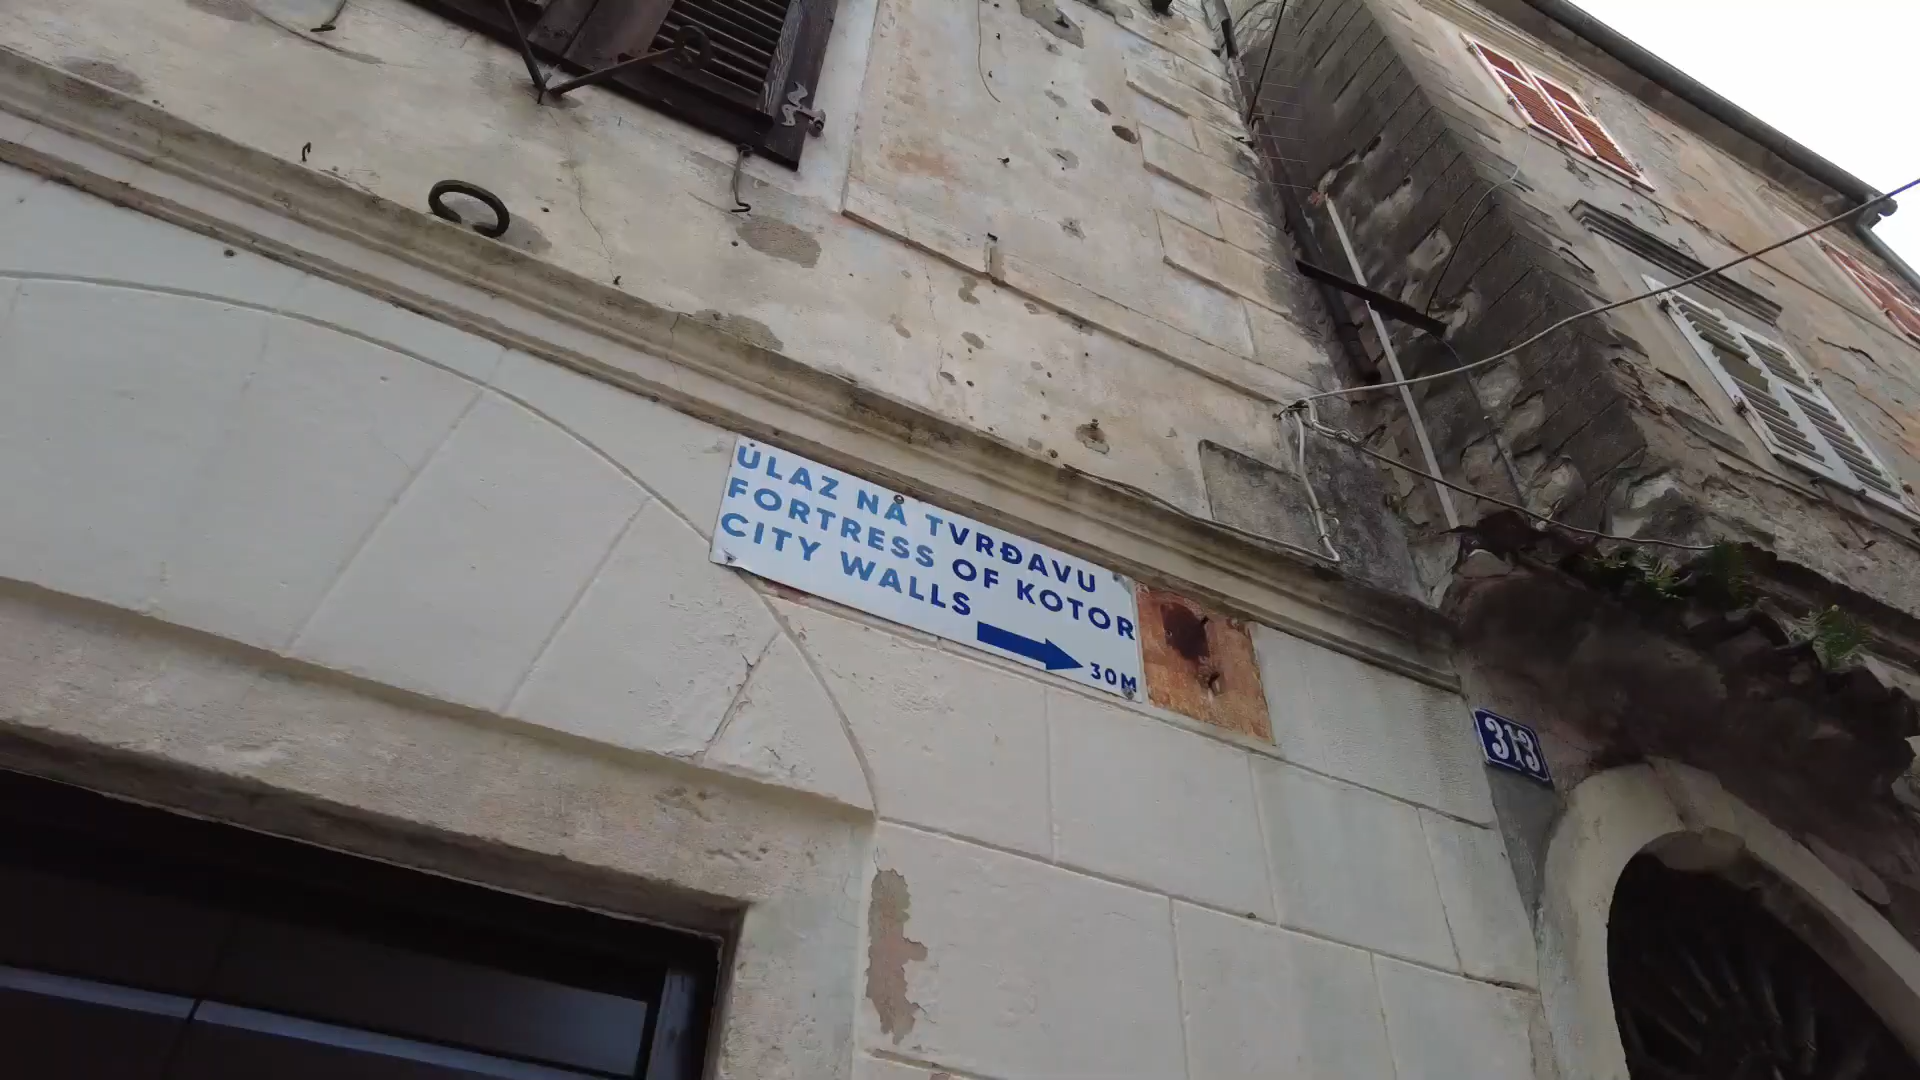 ULAZ NA TVRĐAVU
FORTRESS OF KOTOR
CITY WALLS
30M
313